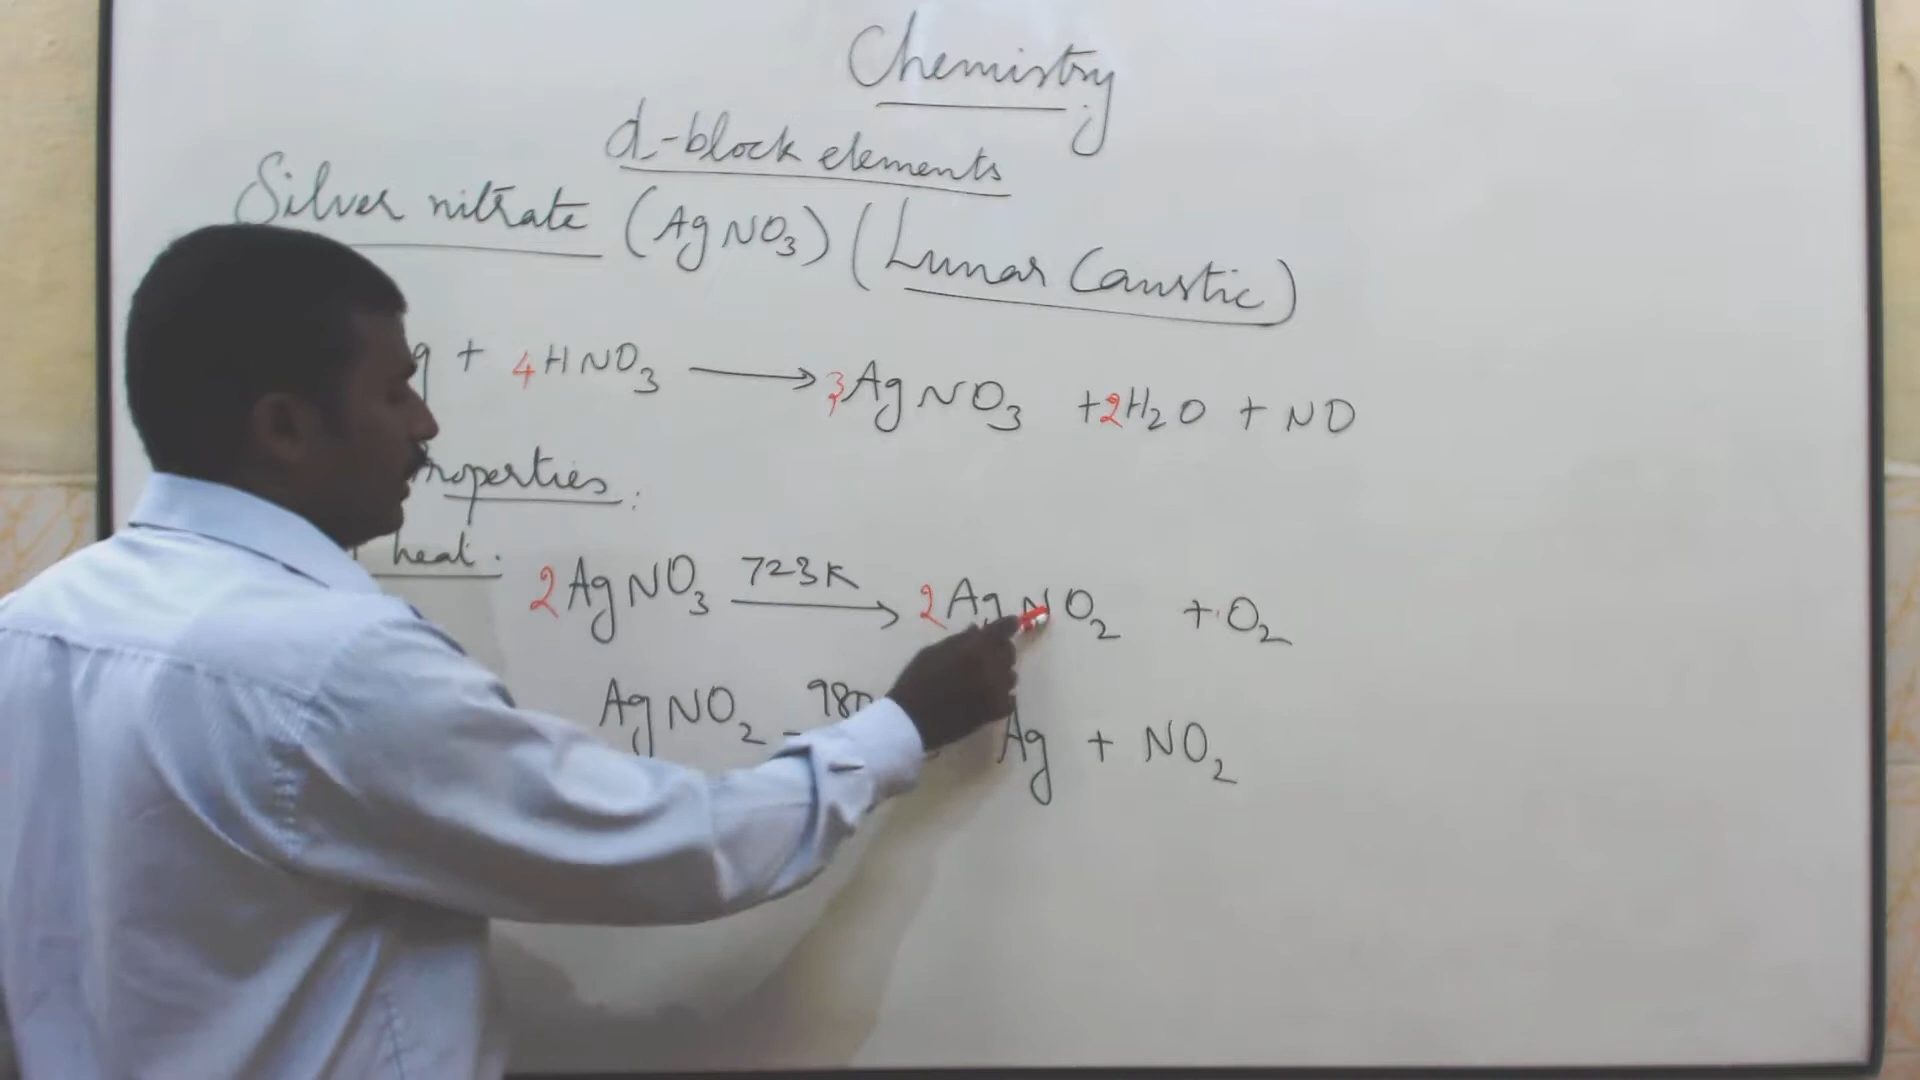 Chemistry
d-block elements
Silver nitrate (AgNO₃) (Lunar Caustic)
+ 4HNO₃ → 3AgNO₃ + 2H₂O + NO
Properties :
heat.
2AgNO₃ 723K → 2AgNO₂ + O₂
AgNO₂ 98 Ag + NO₂